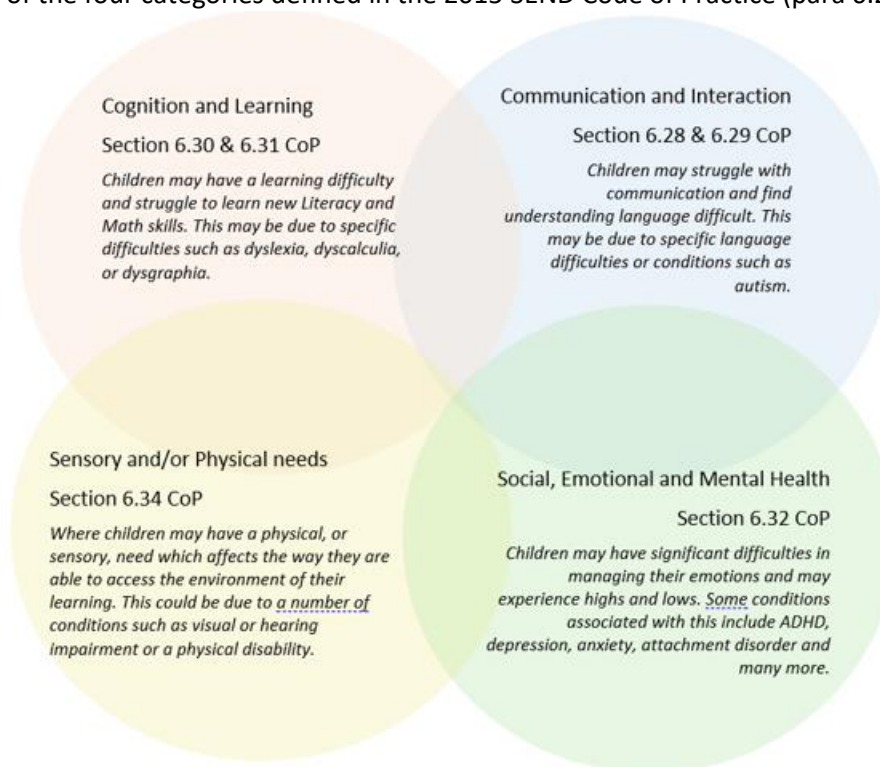 of the four categories defined in the 2015 SEND Code of Practice (para 6.2
Cognition and Learning
Section 6.30 & 6.31 CoP
Children may have a learning difficulty
and struggle to learn new Literacy and
Math skills. This may be due to specific
difficulties such as dyslexia, dyscalculia,
or dysgraphia.
Communication and Interaction
Section 6.28 & 6.29 CoP
Children may struggle with
communication and find
understanding language difficult. This
may be due to specific language
difficulties or conditions such as
autism.
Sensory and/or Physical needs
Section 6.34 CoP
Where children may have a physical, or
sensory, need which affects the way they are
able to access the environment of their
learning. This could be due to a number of
conditions such as visual or hearing
impairment or a physical disability.
Social, Emotional and Mental Health
Section 6.32 CoP
Children may have significant difficulties in
managing their emotions and may
experience highs and lows. Some conditions
associated with this include ADHD,
depression, anxiety, attachment disorder and
many more.